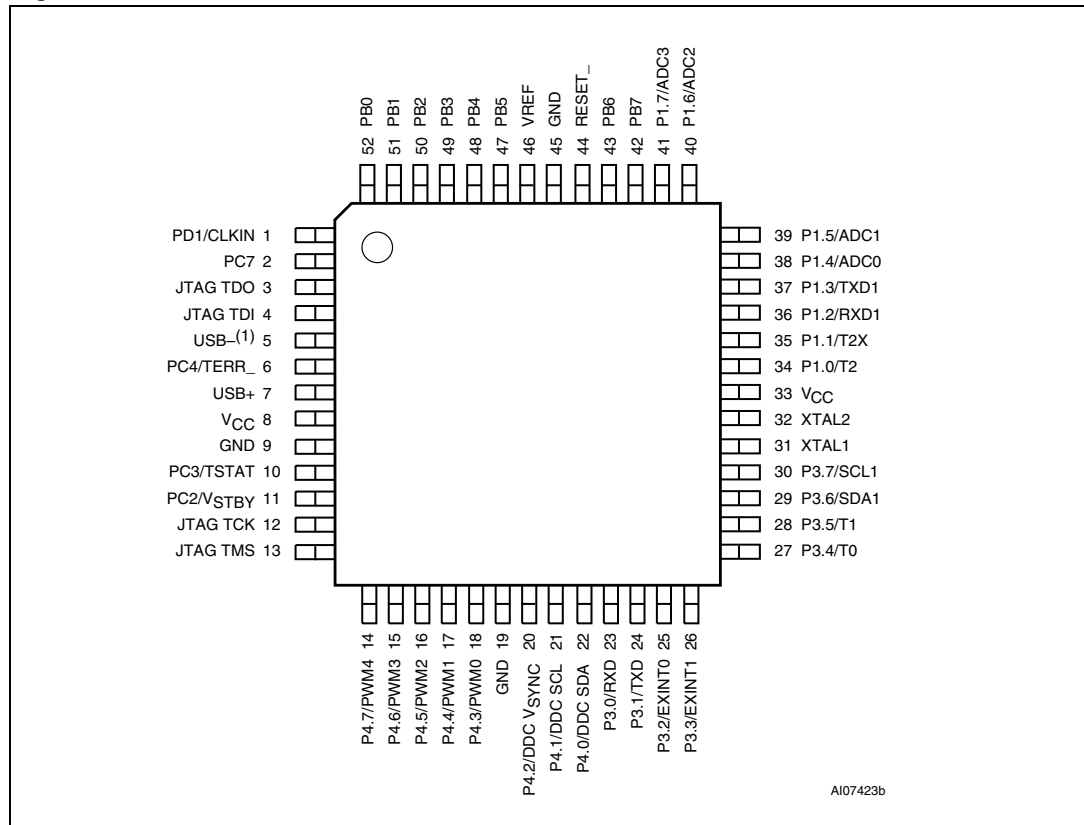 52 PB0
51 PB1
50 PB2
49 PB3
48 PB4
47 PB5
46 VREF
45 GND
44 RESET_
43 PB6
42 PB7
41 P1.7/ADC3
40 P1.6/ADC2
PD1/CLKIN 1
PC7 2
JTAG TDO 3
JTAG TDI 4
USB–(1) 5
PC4/TERR_ 6
USB+ 7
VCC 8
GND 9
PC3/TSTAT 10
PC2/VSTBY 11
JTAG TCK 12
JTAG TMS 13
39 P1.5/ADC1
38 P1.4/ADC0
37 P1.3/TXD1
36 P1.2/RXD1
35 P1.1/T2X
34 P1.0/T2
33 VCC
32 XTAL2
31 XTAL1
30 P3.7/SCL1
29 P3.6/SDA1
28 P3.5/T1
27 P3.4/T0
P4.7/PWM4 14
P4.6/PWM3 15
P4.5/PWM2 16
P4.4/PWM1 17
P4.3/PWM0 18
GND 19
P4.2/DDC VSYNC 20
P4.1/DDC SCL 21
P4.0/DDC SDA 22
P3.0/RXD 23
P3.1/TXD 24
P3.2/EXINT0 25
P3.3/EXINT1 26
AI07423b